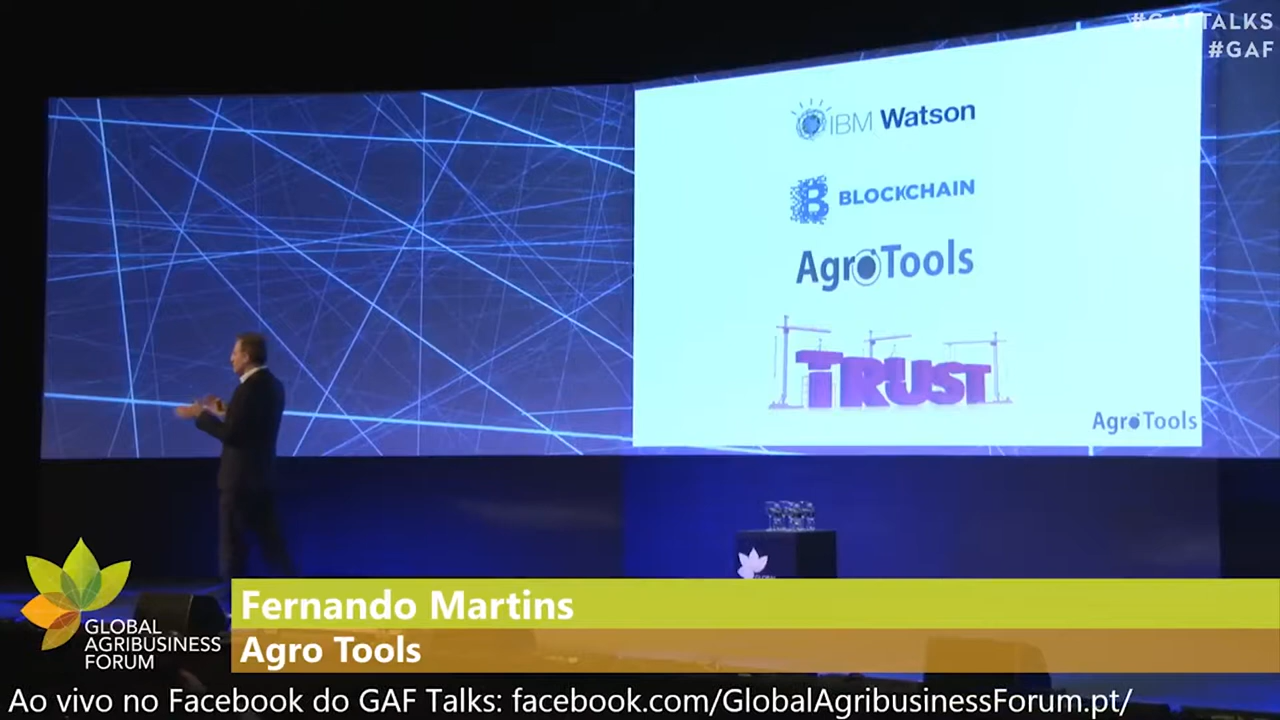 #GAFTALKS
#GAF
IBM Watson
BLOCKCHAIN
AgroTools
TRUST
AgroTools
GLOBAL
Fernando Martins
Agro Tools
GLOBAL
AGRIBUSINESS
FORUM
Ao vivo no Facebook do GAF Talks: facebook.com/GlobalAgribusinessForum.pt/